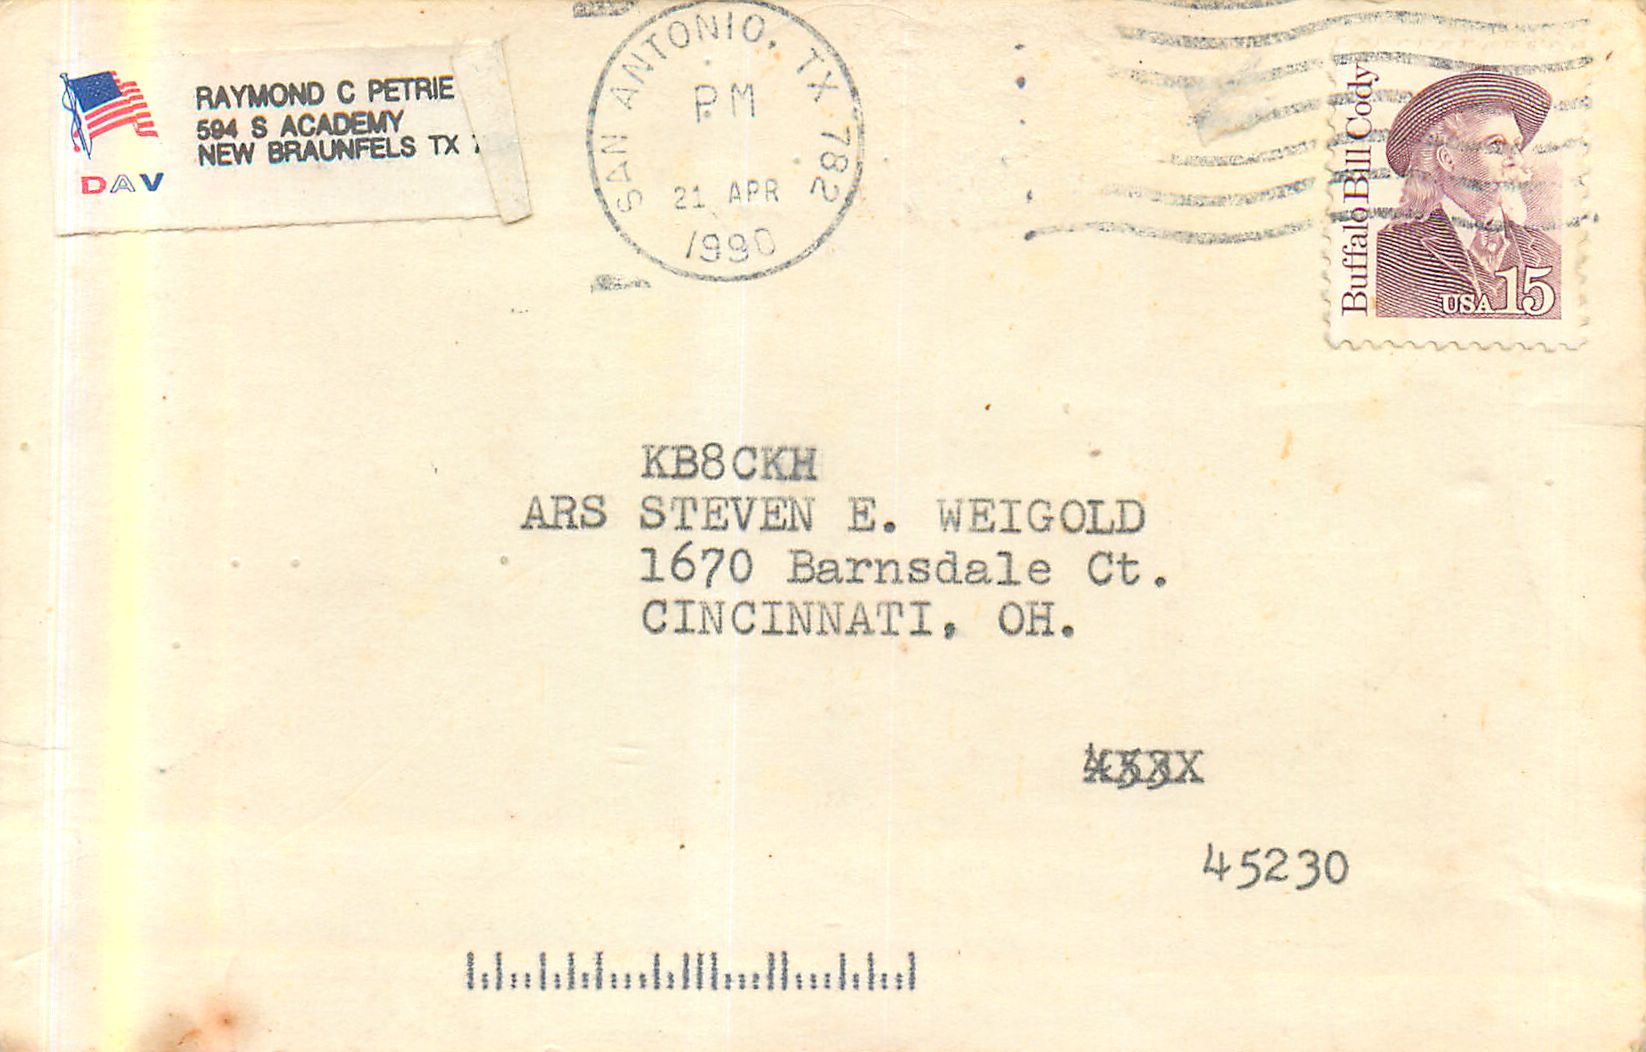 RAYMOND C PETRIE
594 S ACADEMY
NEW BRAUNFELS TX
DAV
SAN ANTONIO, TX 782
PM
21 APR
1990
Buffalo Bill Cody
USA 15
KB8CKH
ARS STEVEN E. WEIGOLD
1670 Barnsdale Ct.
CINCINNATI, OH.
45230